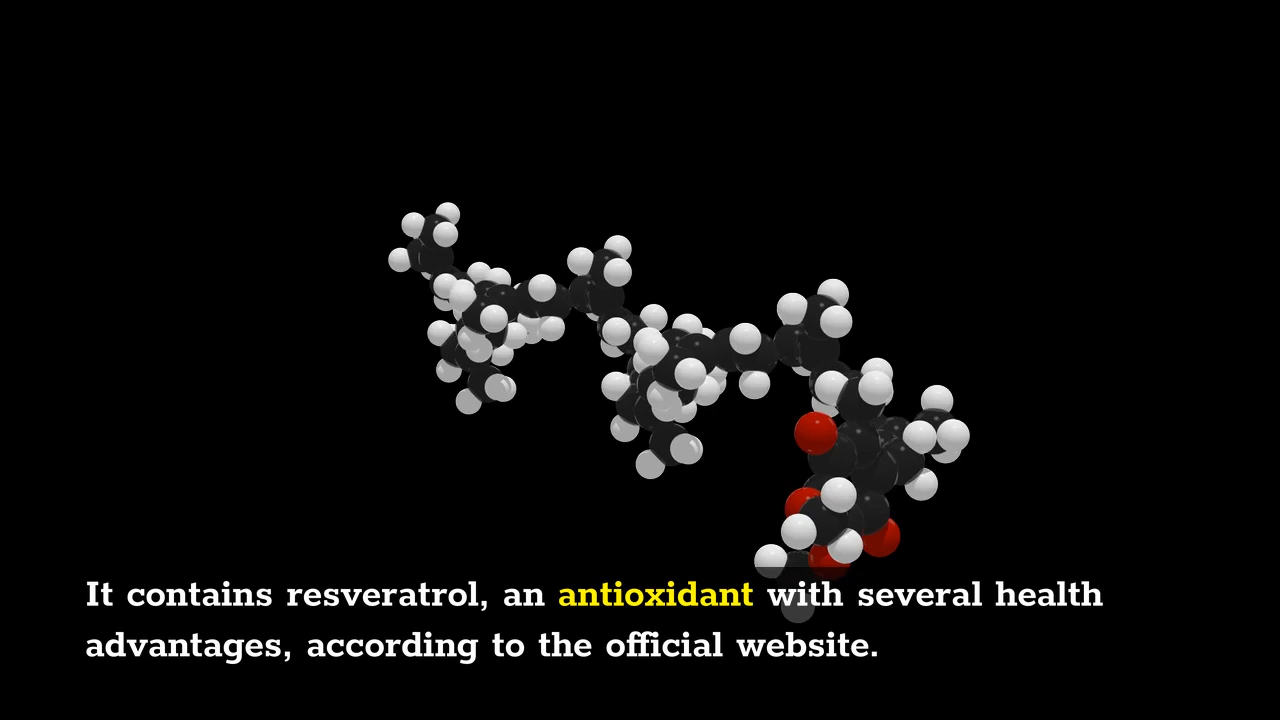 It contains resveratrol, an antioxidant with several health
advantages, according to the official website.